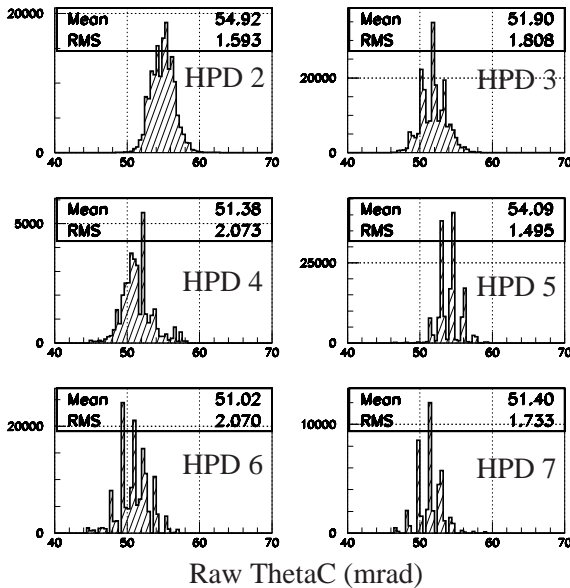 20000
Mean 54.92
RMS 1.593
HPD 2
0
40 50 60 70
Mean 51.90
RMS 1.808
20000
HPD 3
0
40 50 60 70
Mean 51.38
5000
RMS 2.073
HPD 4
0
40 50 60 70
Mean 54.09
RMS 1.495
25000
HPD 5
0
40 50 60 70
Mean 51.02
RMS 2.070
20000
HPD 6
0
40 50 60 70
Mean 51.40
RMS 1.733
10000
HPD 7
0
40 50 60 70
Raw ThetaC (mrad)